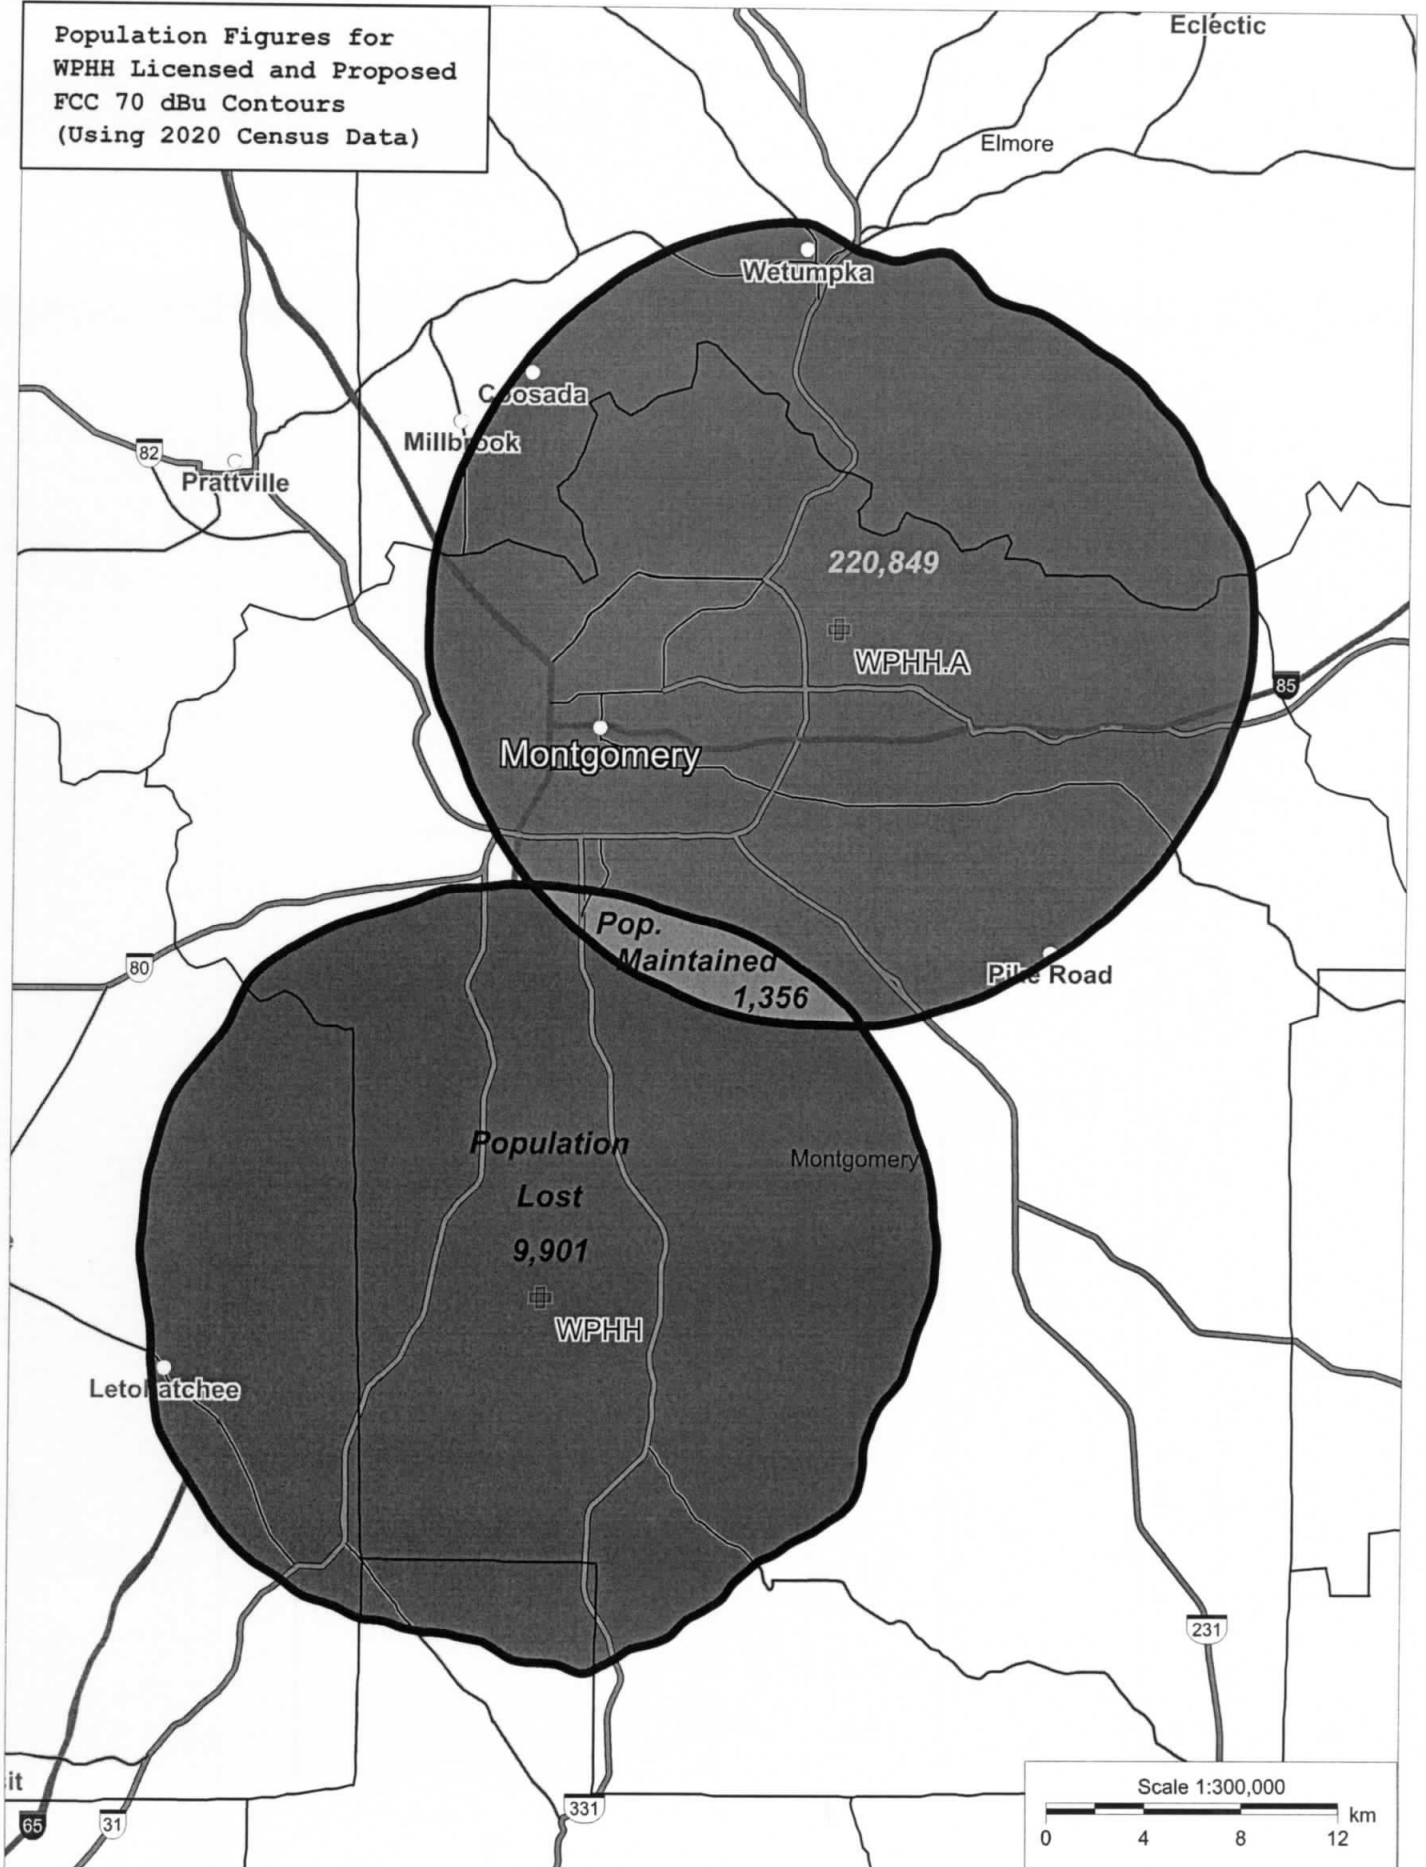 Population Figures for
WPHH Licensed and Proposed
FCC 70 dBu Contours
(Using 2020 Census Data)
Eclectic
Elmore
Wetumpka
Coosada
Millbrook
82
Prattville
220,849
WPHH.A
85
Montgomery
Pop.
Maintained
1,356
80
Pike Road
Population
Lost
9,901
Montgomery
WPHH
Letohatchee
231
it
Scale 1:300,000
km
0 4 8 12
331
65
31